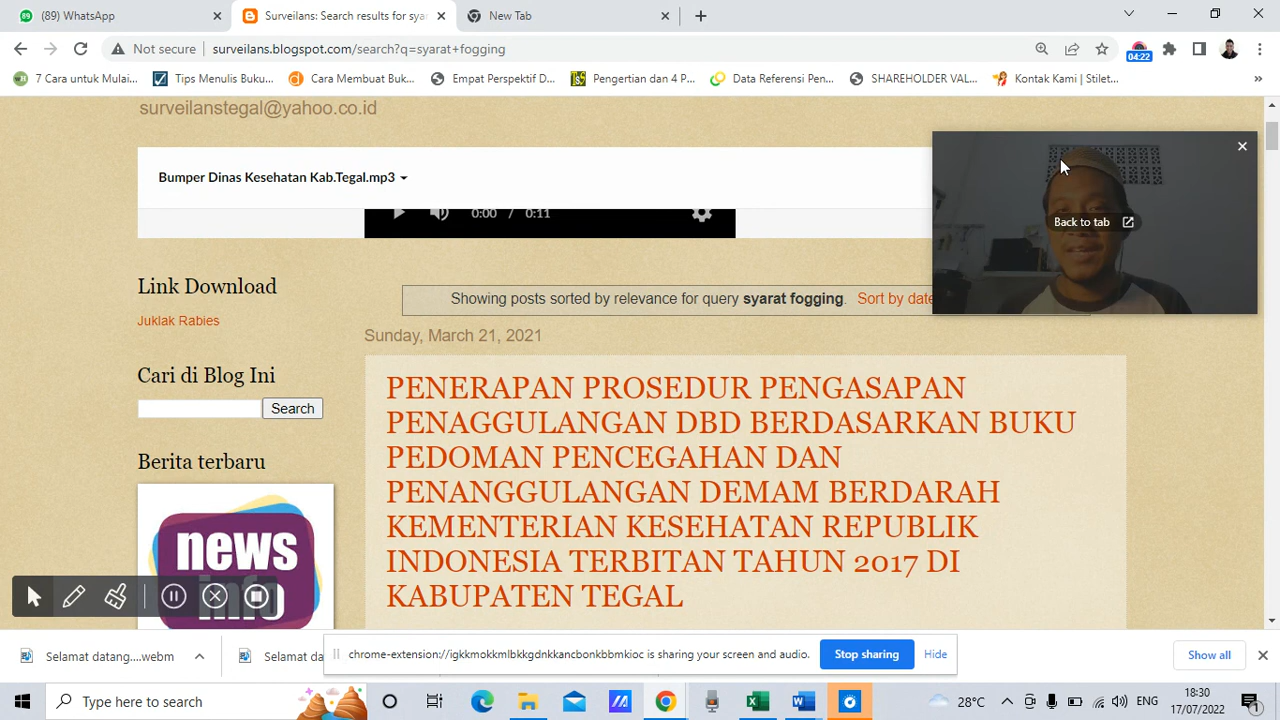 (89) WhatsApp
Surveilans: Search results for syar
New Tab
Not secure
surveilans.blogspot.com/search?q=syarat+fogging
04:22
7 Cara untuk Mulai...
Tips Menulis Buku...
Cara Membuat Buk...
Empat Perspektif D...
Pengertian dan 4 P...
Data Referensi Pen...
SHAREHOLDER VAL...
Kontak Kami | Stilet...
surveilanstegal@yahoo.co.id
Bumper Dinas Kesehatan Kab.Tegal.mp3
0:00 / 0:11
Back to tab
Link Download
Juklak Rabies
Cari di Blog Ini
Search
Berita terbaru
news
info
Showing posts sorted by relevance for query syarat fogging. Sort by date
Sunday, March 21, 2021
PENERAPAN PROSEDUR PENGASAPAN
PENAGGULANGAN DBD BERDASARKAN BUKU
PEDOMAN PENCEGAHAN DAN
PENANGGULANGAN DEMAM BERDARAH
KEMENTERIAN KESEHATAN REPUBLIK
INDONESIA TERBITAN TAHUN 2017 DI
KABUPATEN TEGAL
Selamat datang....webm
Selamat da
chrome-extension://igkkmokkmlbkkgdnkkancbonkbbmkioc is sharing your screen and audio.
Stop sharing
Hide
Show all
Type here to search
28°C
ENG
18:30
17/07/2022